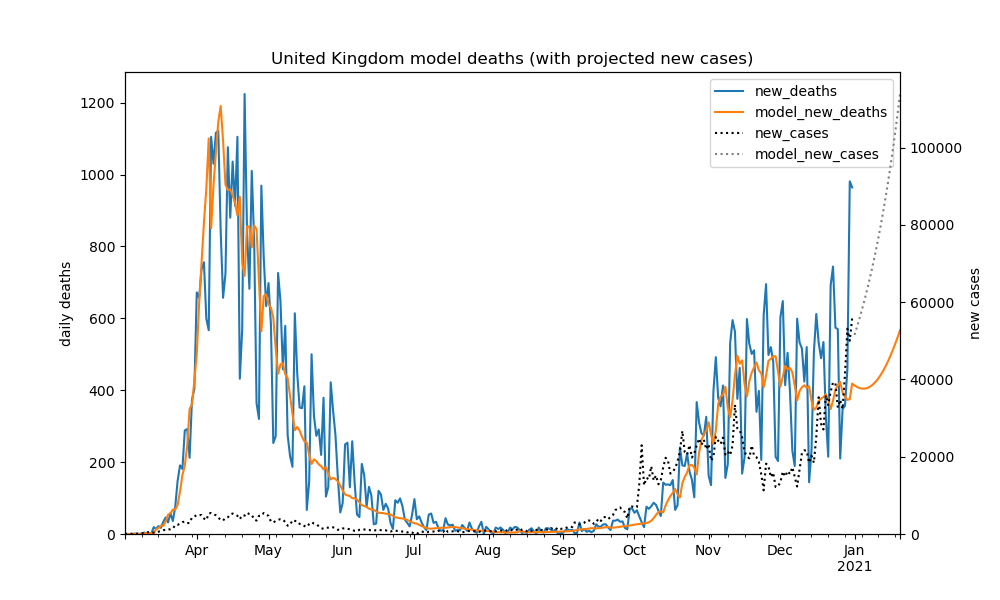 United Kingdom model deaths (with projected new cases)
new_deaths
model_new_deaths
new_cases
model_new_cases
daily deaths
1200
1000
800
600
400
200
0
new cases
100000
80000
60000
40000
20000
0
Apr May Jun Jul Aug Sep Oct Nov Dec Jan
2021